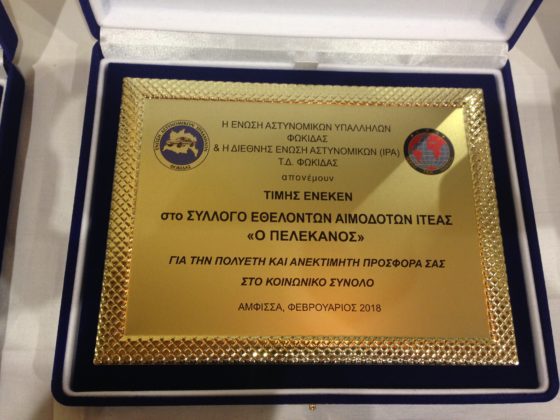 Η ΕΝΩΣΗ ΑΣΤΥΝΟΜΙΚΩΝ ΥΠΑΛΛΗΛΩΝ
ΦΩΚΙΔΑΣ
& Η ΔΙΕΘΝΗΣ ΕΝΩΣΗ ΑΣΤΥΝΟΜΙΚΩΝ (IPA)
Τ.Δ. ΦΩΚΙΔΑΣ
απονέμουν
ΤΙΜΗΣ ΕΝΕΚΕΝ
στο ΣΥΛΛΟΓΟ ΕΘΕΛΟΝΤΩΝ ΑΙΜΟΔΟΤΩΝ ΙΤΕΑΣ
«Ο ΠΕΛΕΚΑΝΟΣ»
ΓΙΑ ΤΗΝ ΠΟΛΥΕΤΗ ΚΑΙ ΑΝΕΚΤΙΜΗΤΗ ΠΡΟΣΦΟΡΑ ΣΑΣ
ΣΤΟ ΚΟΙΝΩΝΙΚΟ ΣΥΝΟΛΟ
ΑΜΦΙΣΣΑ, ΦΕΒΡΟΥΑΡΙΟΣ 2018